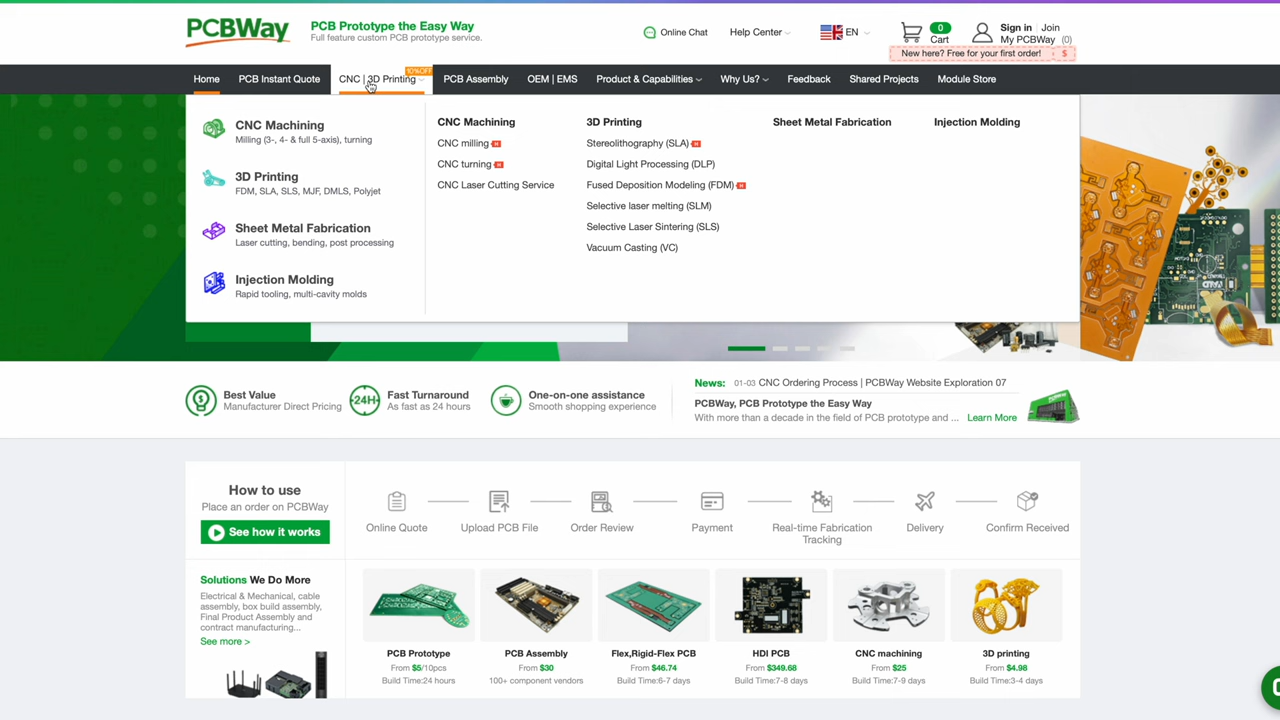 PCBWay
PCB Prototype the Easy Way
Full feature custom PCB prototype service.
Online Chat
Help Center
EN
0
Cart
Sign in Join
My PCBWay (0)
New here? Free for your first order!
$
Home
PCB Instant Quote
CNC | 3D Printing
10%OFF
PCB Assembly
OEM | EMS
Product & Capabilities
Why Us?
Feedback
Shared Projects
Module Store
CNC Machining
Milling (3-, 4- & full 5-axis), turning
3D Printing
FDM, SLA, SLS, MJF, DMLS, Polyjet
Sheet Metal Fabrication
Laser cutting, bending, post processing
Injection Molding
Rapid tooling, multi-cavity molds
CNC Machining
CNC milling H
CNC turning H
CNC Laser Cutting Service
3D Printing
Stereolithography (SLA) H
Digital Light Processing (DLP)
Fused Deposition Modeling (FDM) H
Selective laser melting (SLM)
Selective Laser Sintering (SLS)
Vacuum Casting (VC)
Sheet Metal Fabrication
Injection Molding
Best Value
Manufacturer Direct Pricing
24H
Fast Turnaround
As fast as 24 hours
One-on-one assistance
Smooth shopping experience
News: 01-03 CNC Ordering Process | PCBWay Website Exploration 07
PCBWay, PCB Prototype the Easy Way
With more than a decade in the field of PCB prototype and ... Learn More
How to use
Place an order on PCBWay
See how it works
Online Quote
Upload PCB File
Order Review
Payment
Real-time Fabrication
Tracking
Delivery
Confirm Received
Solutions We Do More
Electrical & Mechanical, cable
assembly, box build assembly,
Final Product Assembly and
contract manufacturing...
See more >
PCB Prototype
From $5/10pcs
Build Time:24 hours
PCB Assembly
From $30
100+ component vendors
Flex,Rigid-Flex PCB
From $46.74
Build Time:6-7 days
HDI PCB
From $349.68
Build Time:7-8 days
CNC machining
From $25
Build Time:7-9 days
3D printing
From $4.98
Build Time:3-4 days